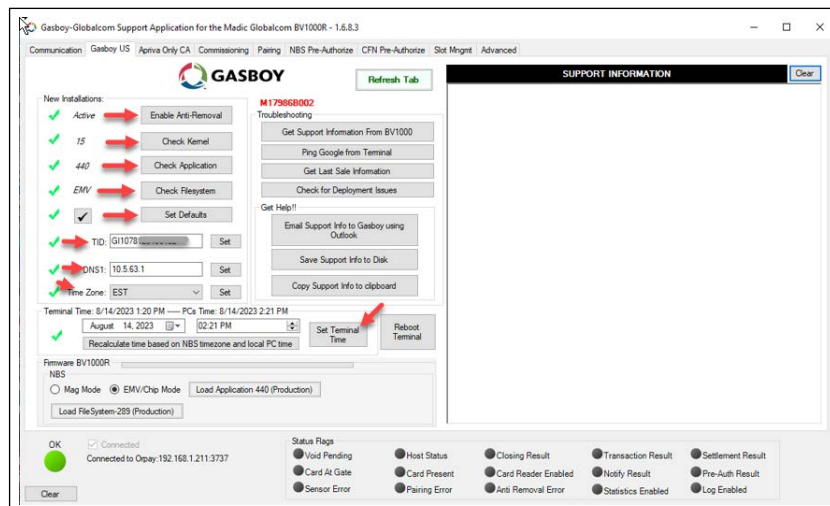 Gasboy-Globalcom Support Application for the Madic Globalcom BV1000R - 1.6.8.3
Communication Gasboy US Apriva Only CA Commissioning Pairing NBS Pre-Authorize CFN Pre-Authorize Slot Mngmt Advanced
GASBOY
Refresh Tab
SUPPORT INFORMATION
Clear
New Installations:
M17986B002
Active Enable Anti-Removal
15 Check Kernel
440 Check Application
EMV Check Filesystem
Set Defaults
TID: GI1078 Set
DNS1: 10.5.63.1 Set
Time Zone: EST Set
Troubleshooting
Get Support Information From BV1000
Ping Google from Terminal
Get Last Sale Information
Check for Deployment Issues
Get Help!!
Email Support Info to Gasboy using
Outlook
Save Support Info to Disk
Copy Support Info to clipboard
Terminal Time: 8/14/2023 1:20 PM ---- PCs Time: 8/14/2023 2:21 PM
August 14, 2023 02:21 PM
Recalculate time based on NBS timezone and local PC time
Set Terminal
Time
Reboot
Terminal
Firmware BV1000R
NBS
Mag Mode EMV/Chip Mode Load Application 440 (Production)
Load FileSystem-289 (Production)
OK Connected
Connected to Orpay:192.168.1.211:3737
Clear
Status Flags
Void Pending Host Status Closing Result Transaction Result Settlement Result
Card At Gate Card Present Card Reader Enabled Notify Result Pre-Auth Result
Sensor Error Pairing Error Anti Removal Error Statistics Enabled Log Enabled